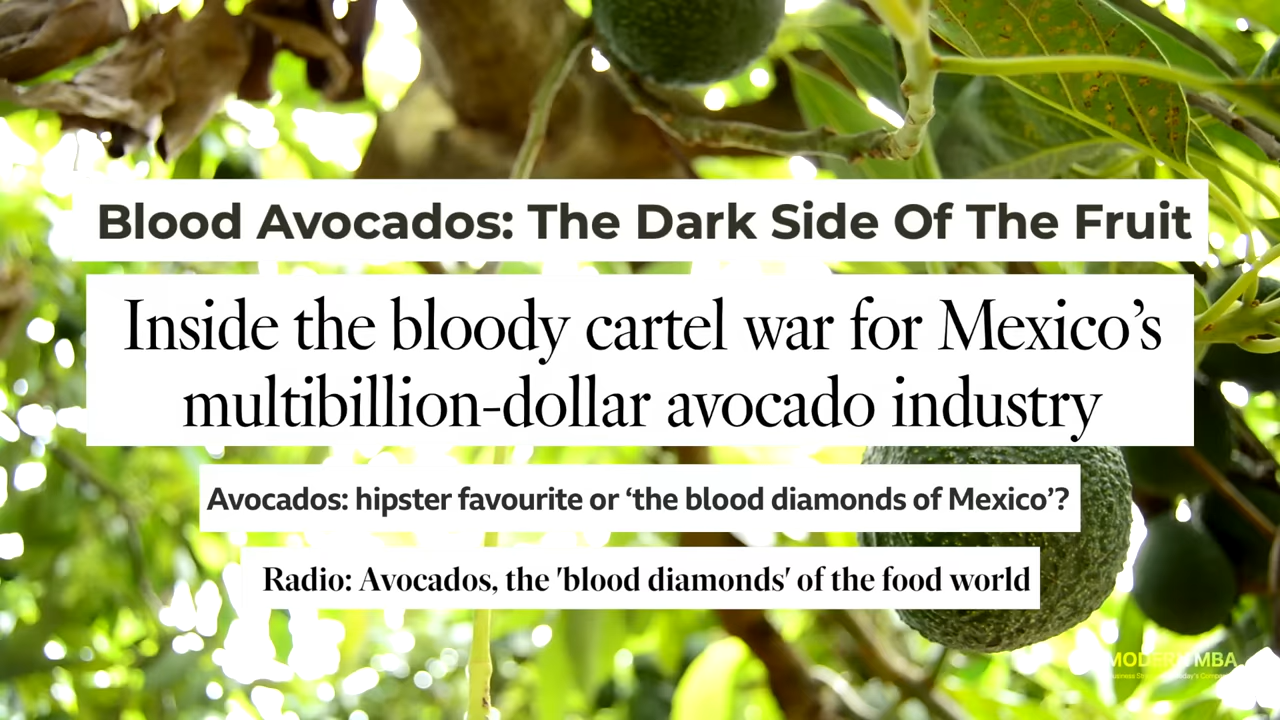 Blood Avocados: The Dark Side Of The Fruit
Inside the bloody cartel war for Mexico’s
multibillion-dollar avocado industry
Avocados: hipster favourite or ‘the blood diamonds of Mexico’?
Radio: Avocados, the 'blood diamonds' of the food world
MODERN MBA